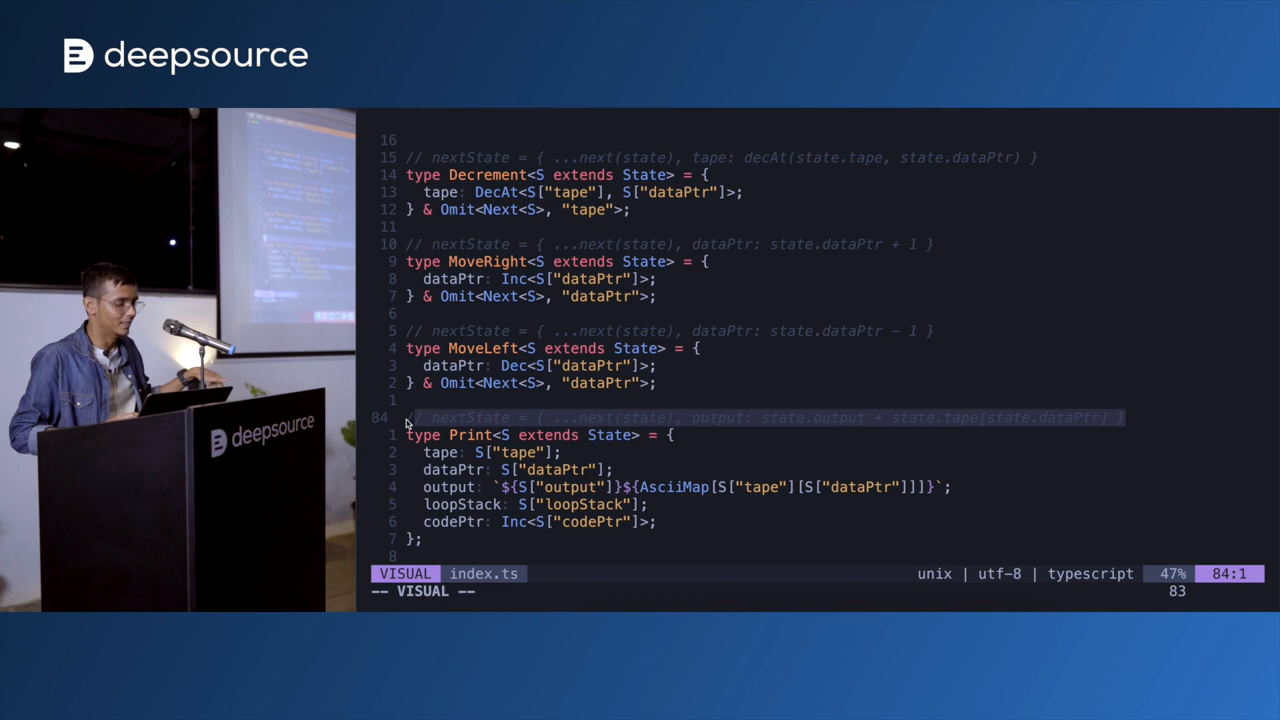 deepsource
deepsource
16
15 // nextState = { ...next(state), tape: decAt(state.tape, state.dataPtr) }
14 type Decrement<S extends State> = {
13 tape: DecAt<S["tape"], S["dataPtr"]>;
12 } & Omit<Next<S>, "tape">;
11
10 // nextState = { ...next(state), dataPtr: state.dataPtr + 1 }
9 type MoveRight<S extends State> = {
8 dataPtr: Inc<S["dataPtr"]>;
7 } & Omit<Next<S>, "dataPtr">;
6
5 // nextState = { ...next(state), dataPtr: state.dataPtr - 1 }
4 type MoveLeft<S extends State> = {
3 dataPtr: Dec<S["dataPtr"]>;
2 } & Omit<Next<S>, "dataPtr">;
1
84 // nextState = { ...next(state), output: state.output + state.tape[state.dataPtr] }
1 type Print<S extends State> = {
2 tape: S["tape"];
3 dataPtr: S["dataPtr"];
4 output: `${S["output"]}${AsciiMap[S["tape"][S["dataPtr"]]]}`;
5 loopStack: S["loopStack"];
6 codePtr: Inc<S["codePtr"]>;
7 };
8
VISUAL index.ts unix | utf-8 | typescript 47% 84:1
-- VISUAL -- 83